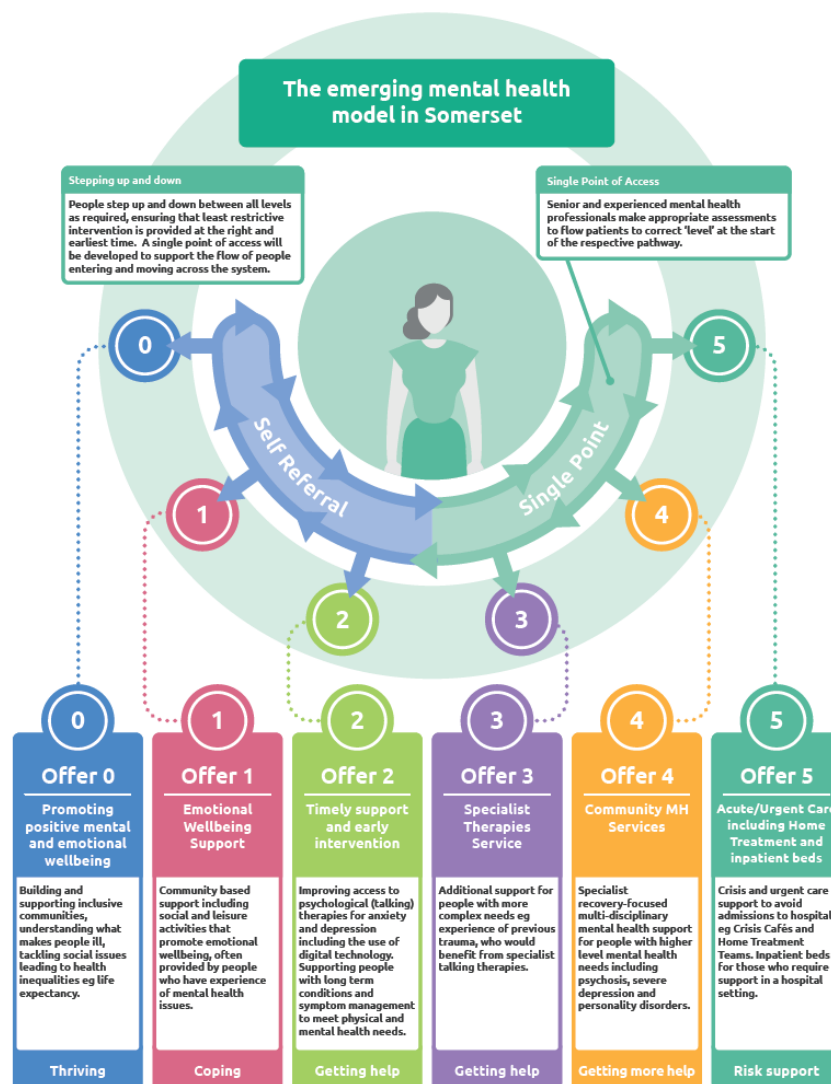 The emerging mental health
model in Somerset
Stepping up and down
People step up and down between all levels
as required, ensuring that least restrictive
intervention is provided at the right and
earliest time. A single point of access will
be developed to support the flow of people
entering and moving across the system.
Single Point of Access
Senior and experienced mental health
professionals make appropriate assessments
to flow patients to correct ‘level’ at the start
of the respective pathway.
0
5
Self Referral
Single Point
1
4
2
3
0
Offer 0
Promoting
positive mental
and emotional
wellbeing
Building and
supporting inclusive
communities,
understanding what
makes people ill,
tackling social issues
leading to health
inequalities eg life
expectancy.
Thriving
1
Offer 1
Emotional
Wellbeing
Support
Community based
support including
social and leisure
activities that
promote emotional
wellbeing, often
provided by people
who have experience
of mental health
issues.
Coping
2
Offer 2
Timely support
and early
intervention
Improving access to
psychological (talking)
therapies for anxiety
and depression
including the use of
digital technology.
Supporting people
with long term
conditions and
symptom management
to meet physical and
mental health needs.
Getting help
3
Offer 3
Specialist
Therapies
Service
Additional support for
people with more
complex needs eg
experience of previous
trauma, who would
benefit from specialist
talking therapies.
Getting help
4
Offer 4
Community MH
Services
Specialist
recovery-focused
multi-disciplinary
mental health support
for people with higher
level mental health
needs including
psychosis, severe
depression and
personality disorders.
Getting more help
5
Offer 5
Acute/Urgent Care
including Home
Treatment and
inpatient beds
Crisis and urgent care
support to avoid
admissions to hospital
eg Crisis Cafés and
Home Treatment
Teams. Inpatient beds
for those who require
support in a hospital
setting.
Risk support